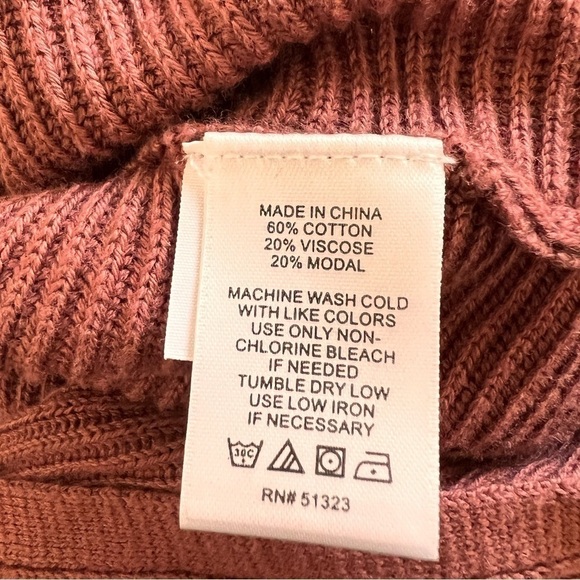 MADE IN CHINA
60% COTTON
20% VISCOSE
20% MODAL
MACHINE WASH COLD
WITH LIKE COLORS
USE ONLY NON-
CHLORINE BLEACH
IF NEEDED
TUMBLE DRY LOW
USE LOW IRON
IF NECESSARY
30C
RN# 51323